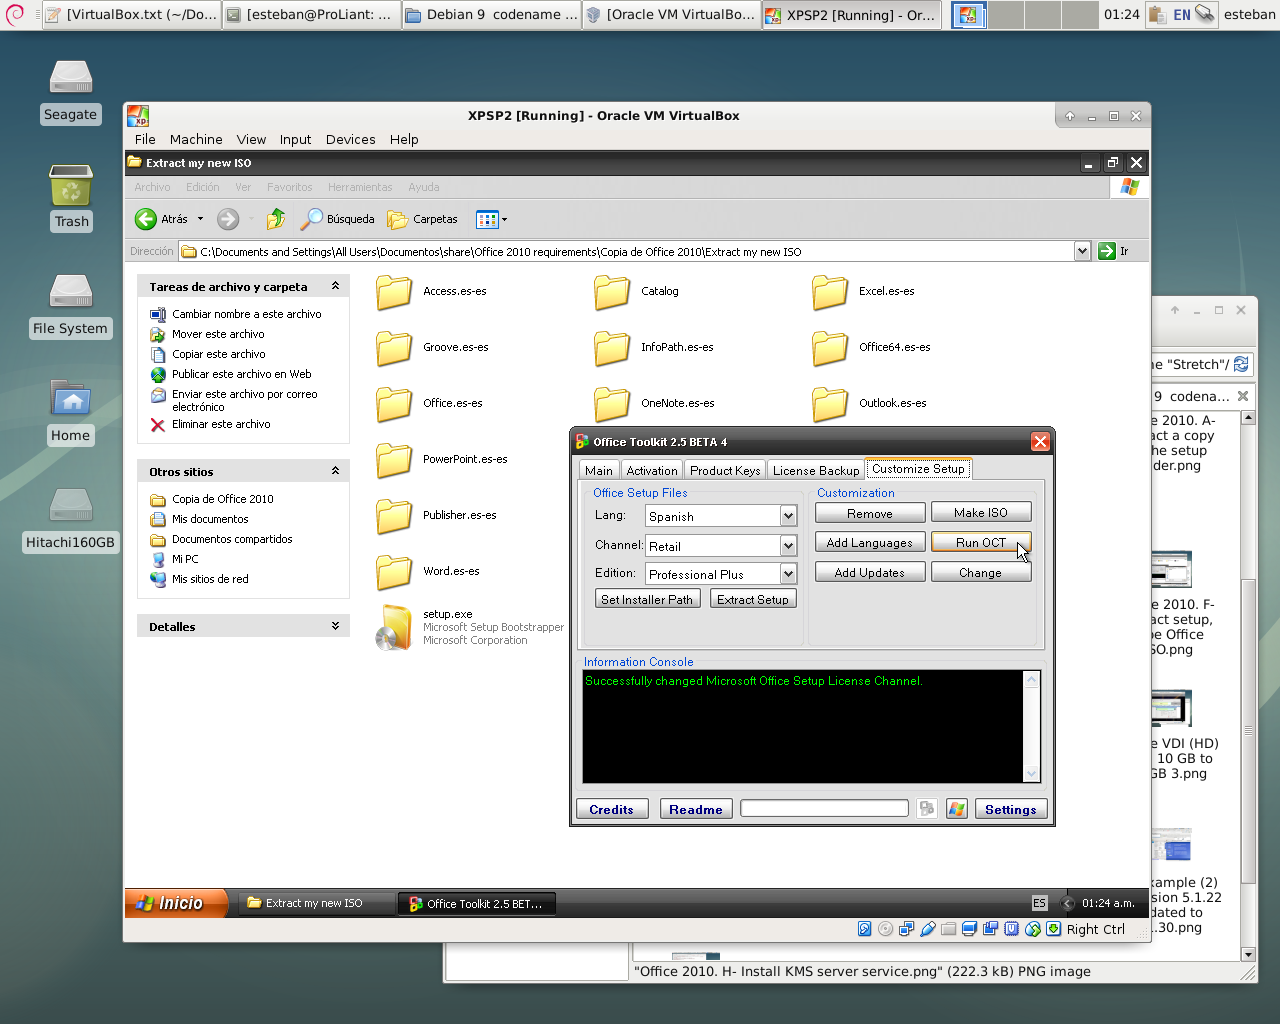 [VirtualBox.txt (~/Do...
[esteban@ProLiant: ...
Debian 9  codename ...
[Oracle VM VirtualBo...
XPSP2 [Running] - Or...
01:24
EN
esteban
Seagate
Trash
File System
Home
Hitachi160GB
XPSP2 [Running] - Oracle VM VirtualBox
File Machine View Input Devices Help
Extract my new ISO
Archivo Edición Ver Favoritos Herramientas Ayuda
Atrás Búsqueda Carpetas
Dirección C:\Documents and Settings\All Users\Documentos\share\Office 2010 requirements\Copia de Office 2010\Extract my new ISO Ir
Tareas de archivo y carpeta
Cambiar nombre a este archivo
Mover este archivo
Copiar este archivo
Publicar este archivo en Web
Enviar este archivo por correo
electrónico
Eliminar este archivo
Otros sitios
Copia de Office 2010
Mis documentos
Documentos compartidos
Mi PC
Mis sitios de red
Detalles
Access.es-es Catalog Excel.es-es
Groove.es-es InfoPath.es-es Office64.es-es
Office.es-es OneNote.es-es Outlook.es-es
PowerPoint.es-es
Publisher.es-es
Word.es-es
setup.exe
Microsoft Setup Bootstrapper
Microsoft Corporation
Office Toolkit 2.5 BETA 4
Main Activation Product Keys License Backup Customize Setup
Office Setup Files
Lang: Spanish
Channel: Retail
Edition: Professional Plus
Set Installer Path Extract Setup
Customization
Remove Make ISO
Add Languages Run OCT
Add Updates Change
Information Console
Successfully changed Microsoft Office Setup License Channel.
Credits Readme Settings
Inicio
Extract my new ISO
Office Toolkit 2.5 BET...
ES
01:24 a.m.
Right Ctrl
ne "Stretch"/
9  codena...
ce 2010. A-
act a copy
he setup
der.png
e 2010. F-
act setup,
pe Office
SO.png
e VDI (HD)
10 GB to
GB 3.png
xample (2)
sion 5.1.22
dated to
1.30.png
"Office 2010. H- Install KMS server service.png" (222.3 kB) PNG image